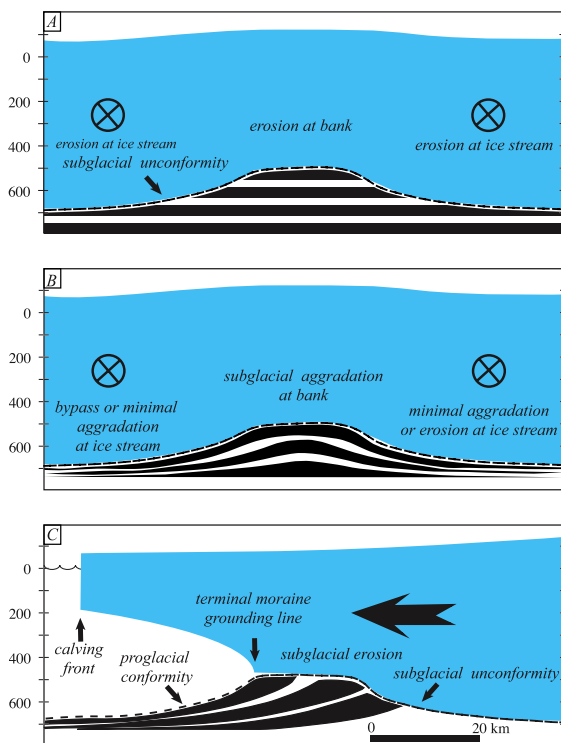 A
0
200
400
600
erosion at bank
erosion at ice stream
subglacial unconformity
erosion at ice stream
B
0
200
400
600
subglacial aggradation
at bank
bypass or minimal
aggradation
at ice stream
minimal aggradation
or erosion at ice stream
C
0
200
400
600
terminal moraine
grounding line
calving
front
proglacial
conformity
subglacial erosion
subglacial unconformity
0 20 km